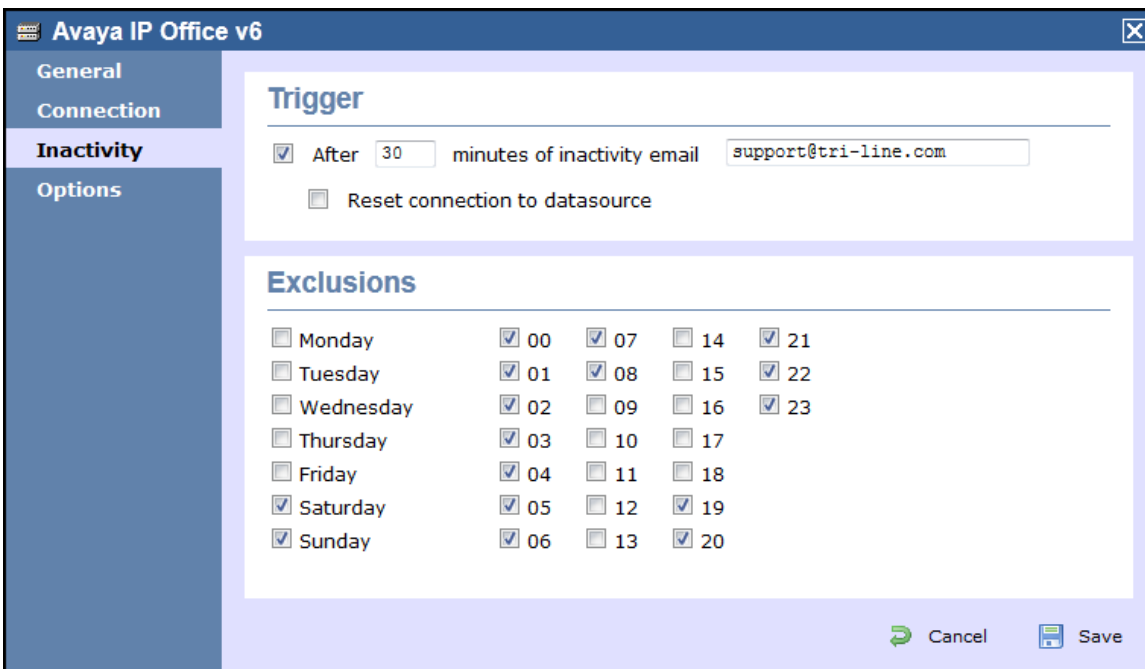 Avaya IP Office v6
General
Connection
Inactivity
Options
Trigger
After 30 minutes of inactivity email support@tri-line.com
Reset connection to datasource
Exclusions
Monday 00 07 14 21
Tuesday 01 08 15 22
Wednesday 02 09 16 23
Thursday 03 10 17
Friday 04 11 18
Saturday 05 12 19
Sunday 06 13 20
Cancel Save